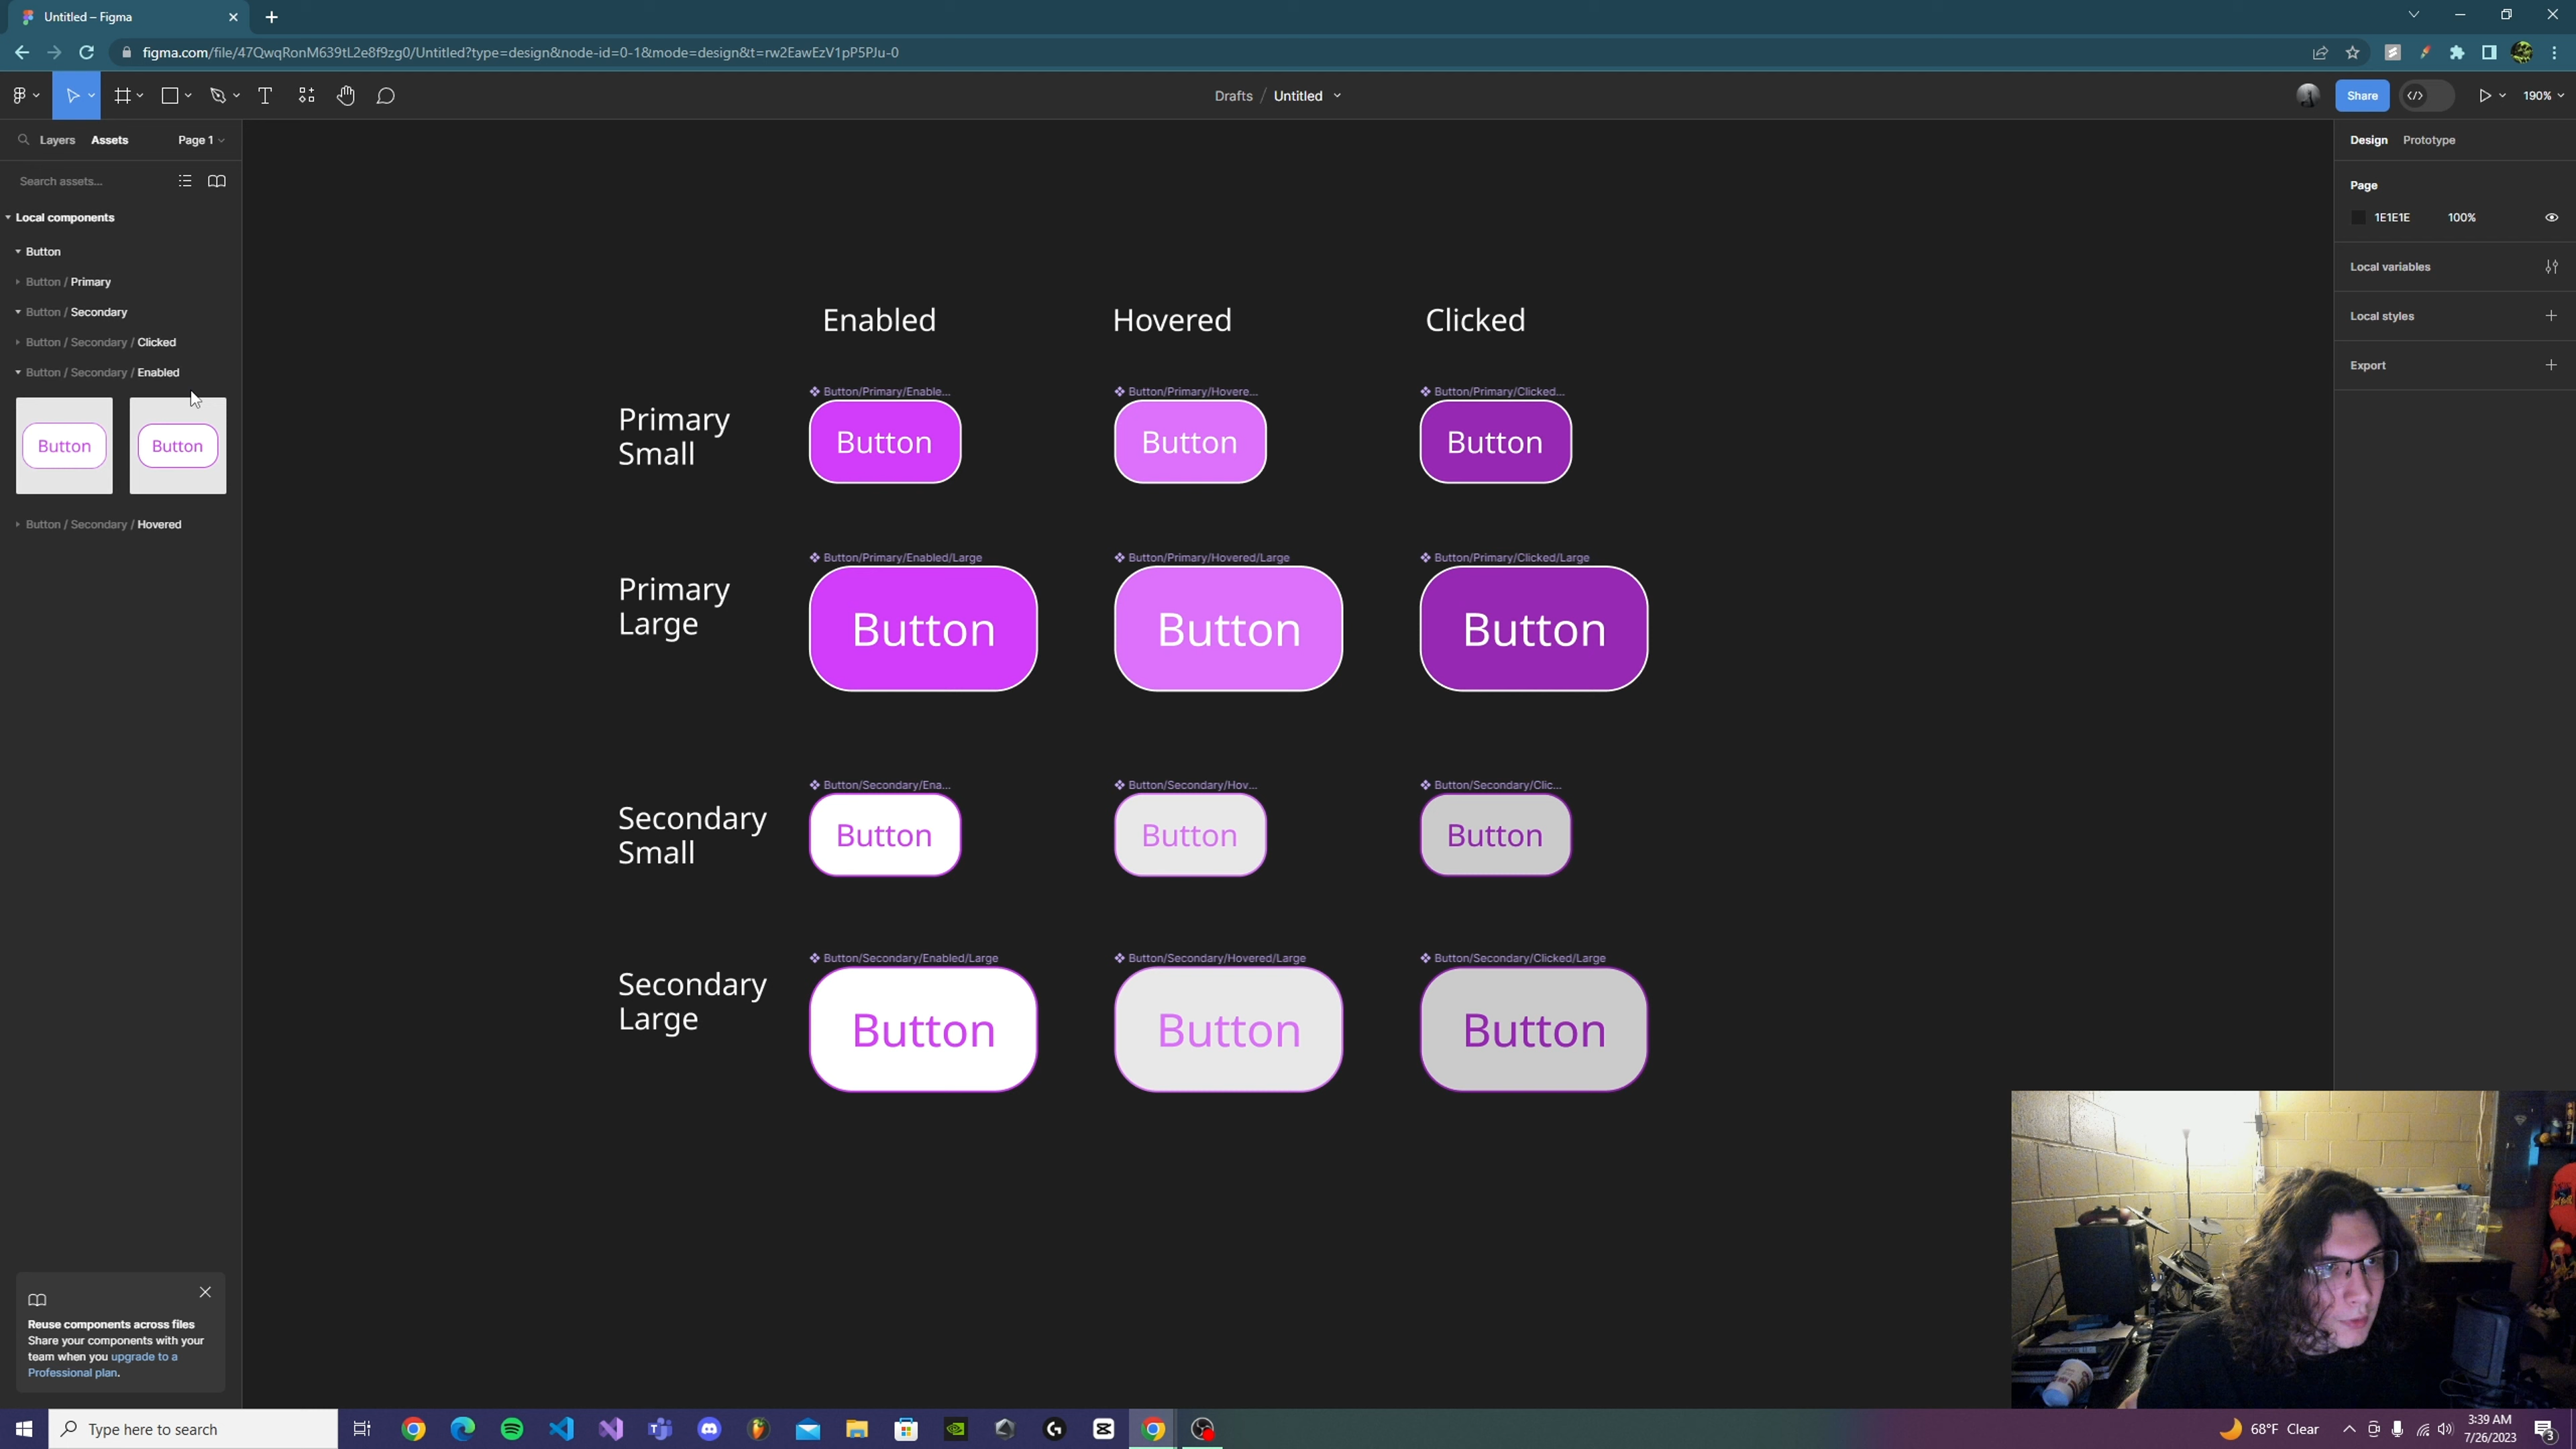 Untitled – Figma
figma.com/file/47QwqRonM639tL2e8f9zg0/Untitled?type=design&node-id=0-1&mode=design&t=rw2EawEzV1pP5PJu-0
Drafts / Untitled
Share
190%
Layers Assets Page 1
Design Prototype
Search assets...
Page
1E1E1E 100%
Local components
Button
Button / Primary
Button / Secondary
Button / Secondary / Clicked
Button / Secondary / Enabled
Button Button
Button / Secondary / Hovered
Local variables
Local styles
Export
Enabled Hovered Clicked
Button/Primary/Enable... Button/Primary/Hovere... Button/Primary/Clicked...
Primary
Small
Button Button Button
Button/Primary/Enabled/Large Button/Primary/Hovered/Large Button/Primary/Clicked/Large
Primary
Large
Button Button Button
Button/Secondary/Ena... Button/Secondary/Hov... Button/Secondary/Clic...
Secondary
Small
Button Button Button
Button/Secondary/Enabled/Large Button/Secondary/Hovered/Large Button/Secondary/Clicked/Large
Secondary
Large
Button Button Button
Reuse components across files
Share your components with your
team when you upgrade to a
Professional plan.
Type here to search
68°F Clear
3:39 AM
7/26/2023
3